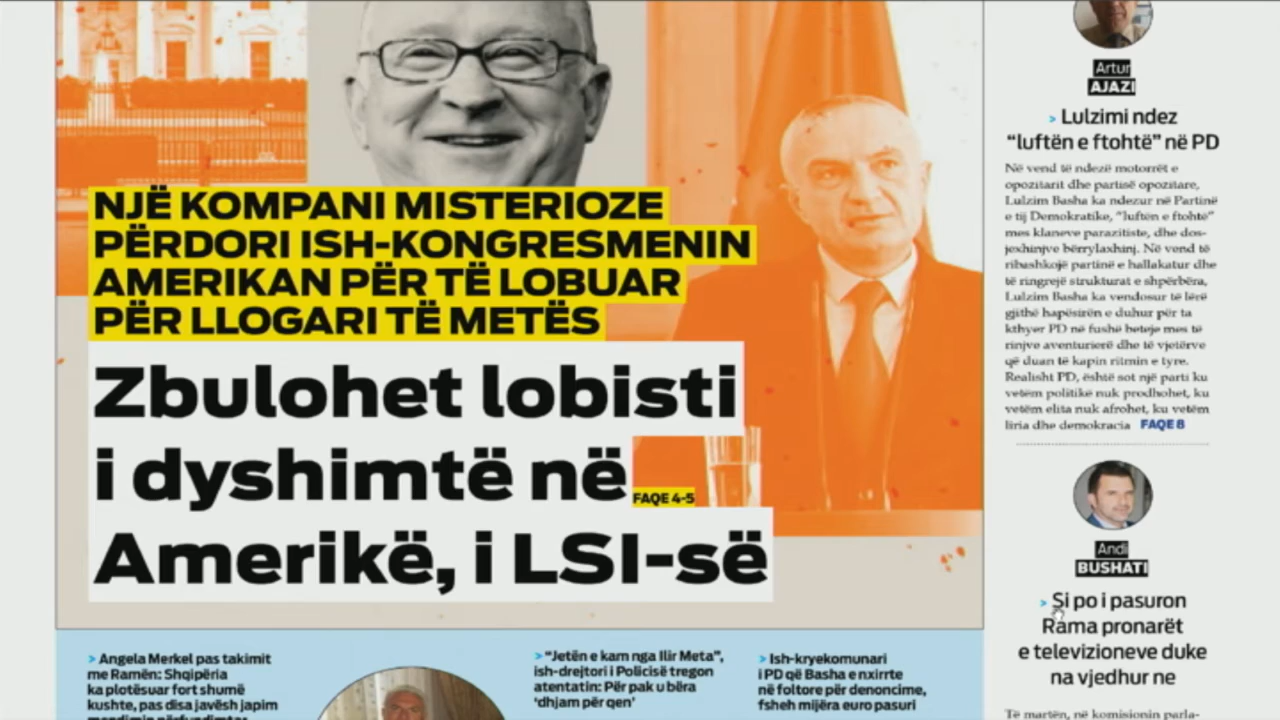 NJË KOMPANI MISTERIOZE
PËRDORI ISH-KONGRESMENIN
AMERIKAN PËR TË LOBUAR
PËR LLOGARI TË METËS
Zbulohet lobisti
i dyshimtë në
FAQE 4-5
Amerikë, i LSI-së
> Angela Merkel pas takimit
me Ramën: Shqipëria
ka plotësuar fort shumë
kushte, pas disa javësh japim
mendimin përfundimtar
> “Jetën e kam nga Ilir Meta”,
ish-drejtori i Policisë tregon
atentatin: Për pak u bëra
‘dhjam për qen’
> Ish-kryekomunari
i PD që Basha e nxirrte
në foltore për denoncime,
fsheh mijëra euro pasuri
Artur
AJAZI
> Lulzimi ndez
“luftën e ftohtë” në PD
Në vend të ndezë motorrët e
opozitarit dhe partisë opozitare,
Lulzim Basha ka ndezur në Partinë
e tij Demokratike, “luftën e ftohtë”
mes klaneve parazitiste, dhe dos-
jexhinjve bërrylaxhinj. Në vend të
ribashkojë partinë e hallakatur dhe
të ringrejë strukturat e shpërbëra,
Lulzim Basha ka vendosur të lërë
gjithë hapësirën e duhur për ta
kthyer PD në fushë beteje mes të
rinjve aventurierë dhe të vjetërve
që duan të kapin ritmin e tyre.
Realisht PD, është sot një parti ku
vetëm politikë nuk prodhohet, ku
vetëm elita nuk afrohet, ku vetëm
liria dhe demokracia FAQE 8
Andi
BUSHATI
> Si po i pasuron
Rama pronarët
e televizioneve duke
na vjedhur ne
Të martën, në komisionin parla-